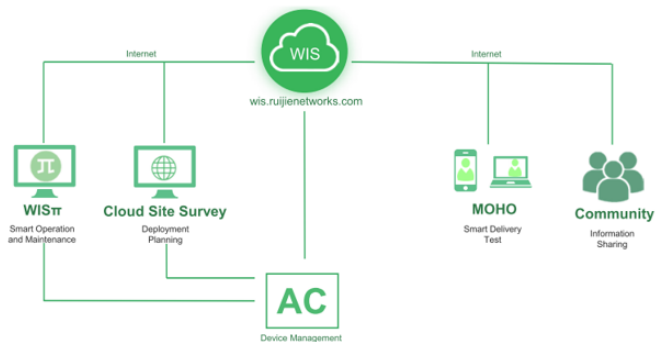 WIS
Internet
Internet
wis.ruijienetworks.com
π
WISπ
Smart Operation
and Maintenance
Cloud Site Survey
Deployment
Planning
MOHO
Smart Delivery
Test
Community
Information
Sharing
AC
Device Management